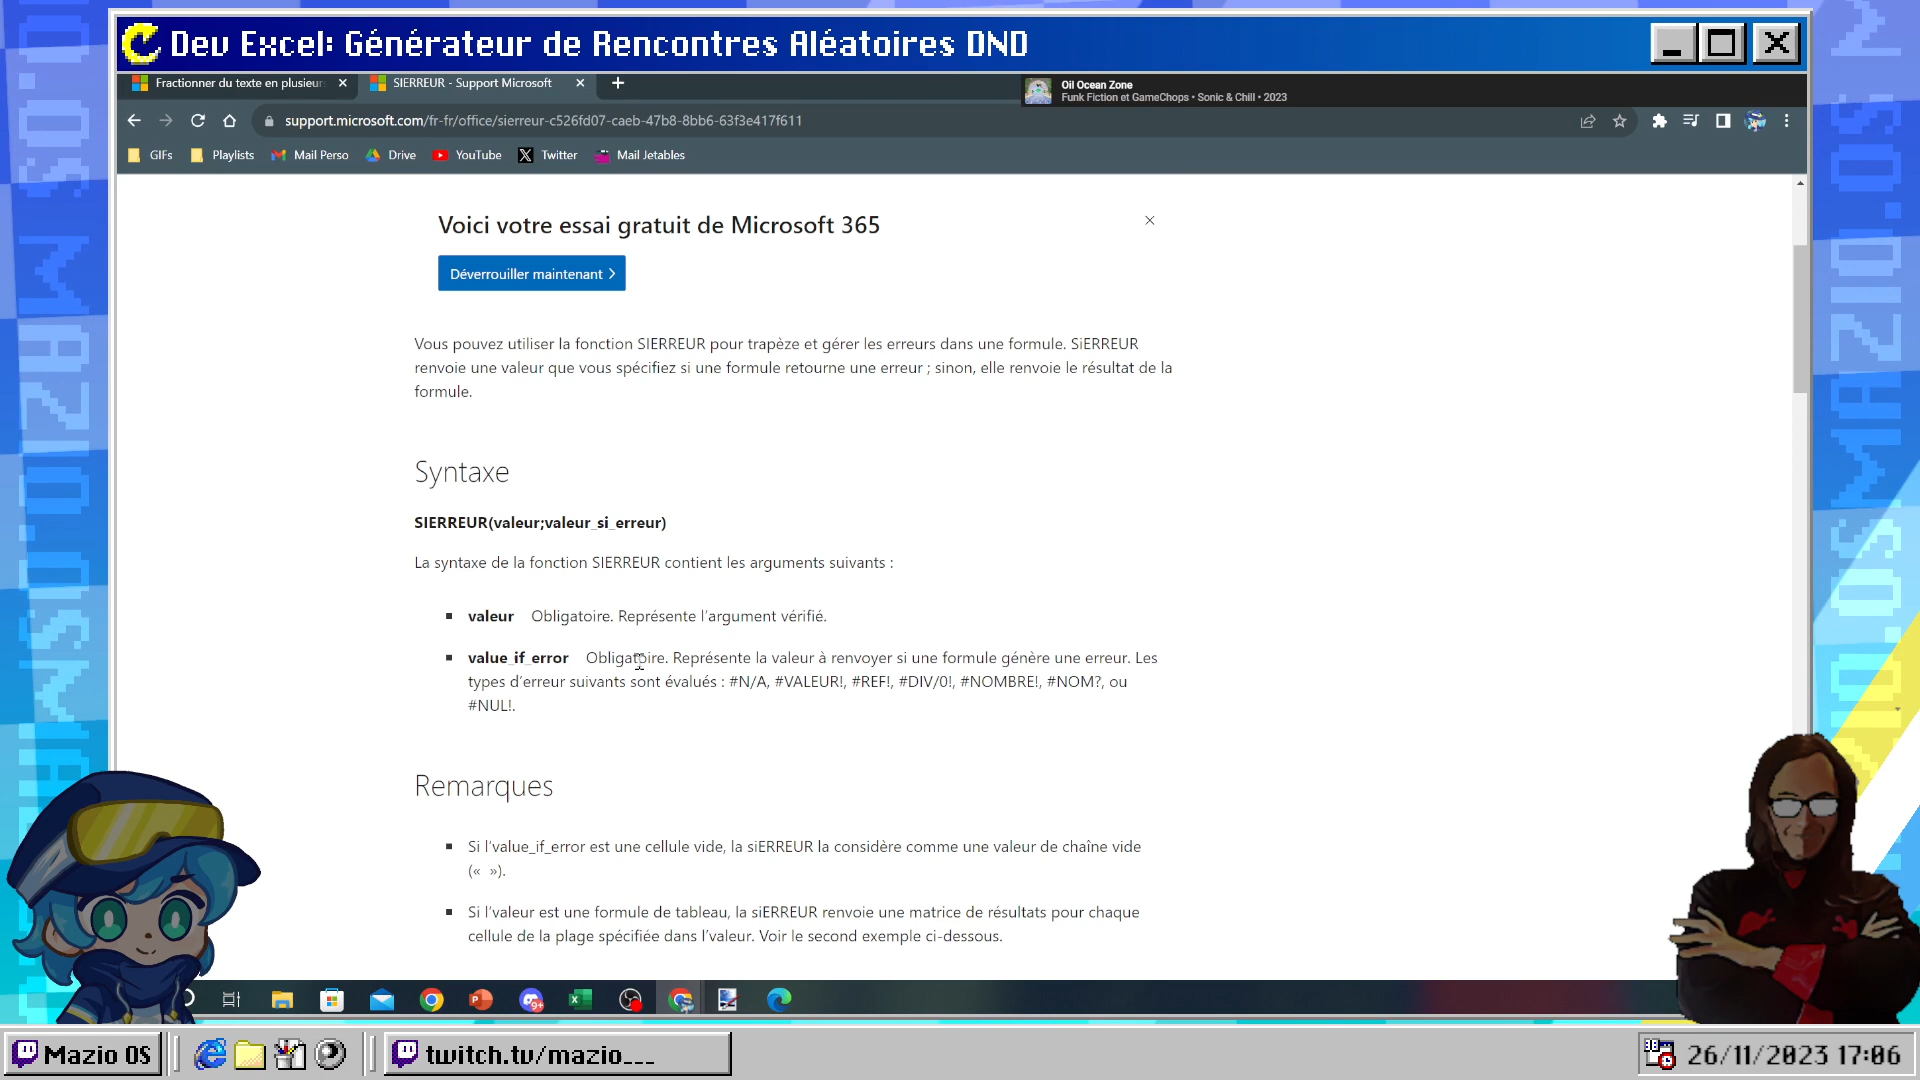 Dev Excel: Générateur de Rencontres Aléatoires DND
Fractionner du texte en plusieurs
SIERREUR - Support Microsoft
Oil Ocean Zone
Funk Fiction et GameChops • Sonic & Chill • 2023
support.microsoft.com/fr-fr/office/sierreur-c526fd07-caeb-47b8-8bb6-63f3e417f611
GIFs
Playlists
Mail Perso
Drive
YouTube
Twitter
Mail Jetables
Voici votre essai gratuit de Microsoft 365
Déverrouiller maintenant >
Vous pouvez utiliser la fonction SIERREUR pour trapèze et gérer les erreurs dans une formule. SiERREUR
renvoie une valeur que vous spécifiez si une formule retourne une erreur ; sinon, elle renvoie le résultat de la
formule.
Syntaxe
SIERREUR(valeur;valeur_si_erreur)
La syntaxe de la fonction SIERREUR contient les arguments suivants :
valeur Obligatoire. Représente l'argument vérifié.
value_if_error Obligatoire. Représente la valeur à renvoyer si une formule génère une erreur. Les
types d'erreur suivants sont évalués : #N/A, #VALEUR!, #REF!, #DIV/0!, #NOMBRE!, #NOM?, ou
#NUL!.
Remarques
Si l'value_if_error est une cellule vide, la siERREUR la considère comme une valeur de chaîne vide
(« »).
Si l'valeur est une formule de tableau, la siERREUR renvoie une matrice de résultats pour chaque
cellule de la plage spécifiée dans l'valeur. Voir le second exemple ci-dessous.
Mazio OS
twitch.tv/mazio___
26/11/2023 17:06